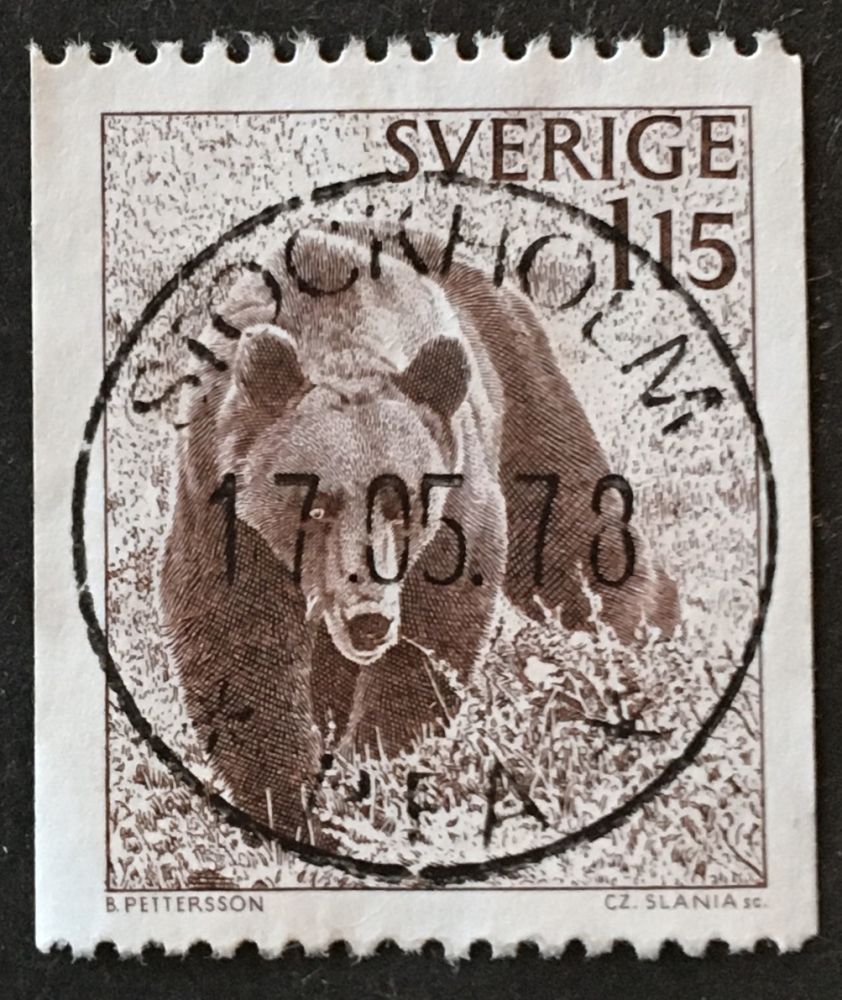 SVERIGE
115
STOCKHOLM
17.05.78
PFA
B. PETTERSSON
CZ. SLANIA SC.